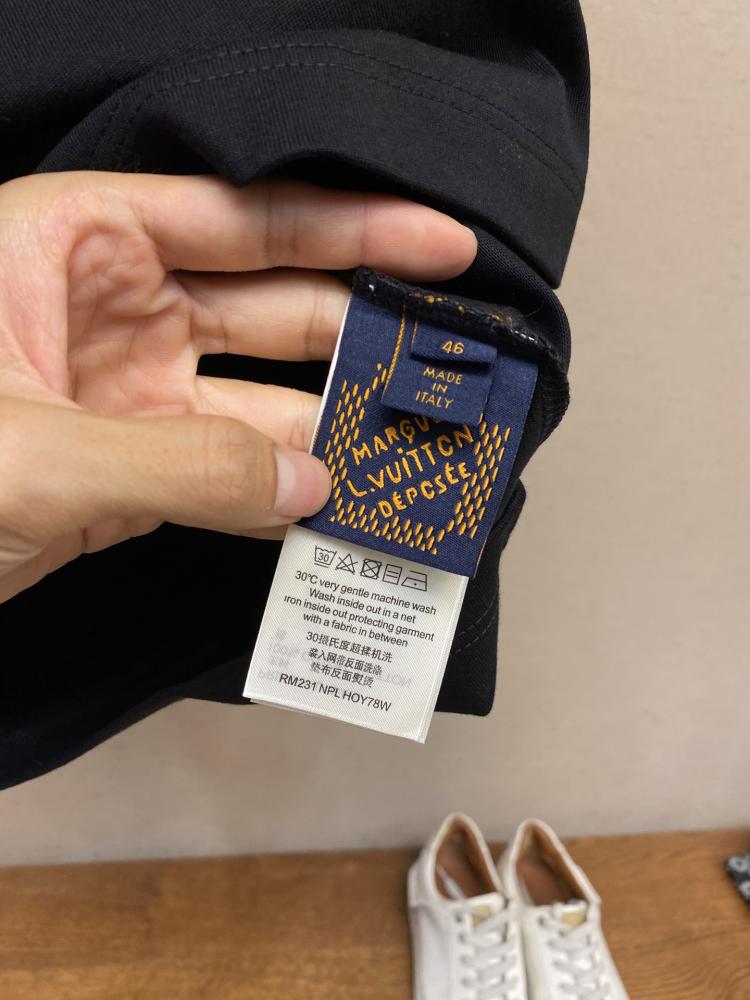 46
MADE
IN
ITALY
L.VUITTON
DÉPOSÉE
30
30℃ very gentle machine wash
Wash inside out in a net
iron inside out protecting garment
with a fabric in between
30摄氏度超揉机洗
装入网带反面洗涤
垫布反面熨烫
RM231 NPL HOY78W